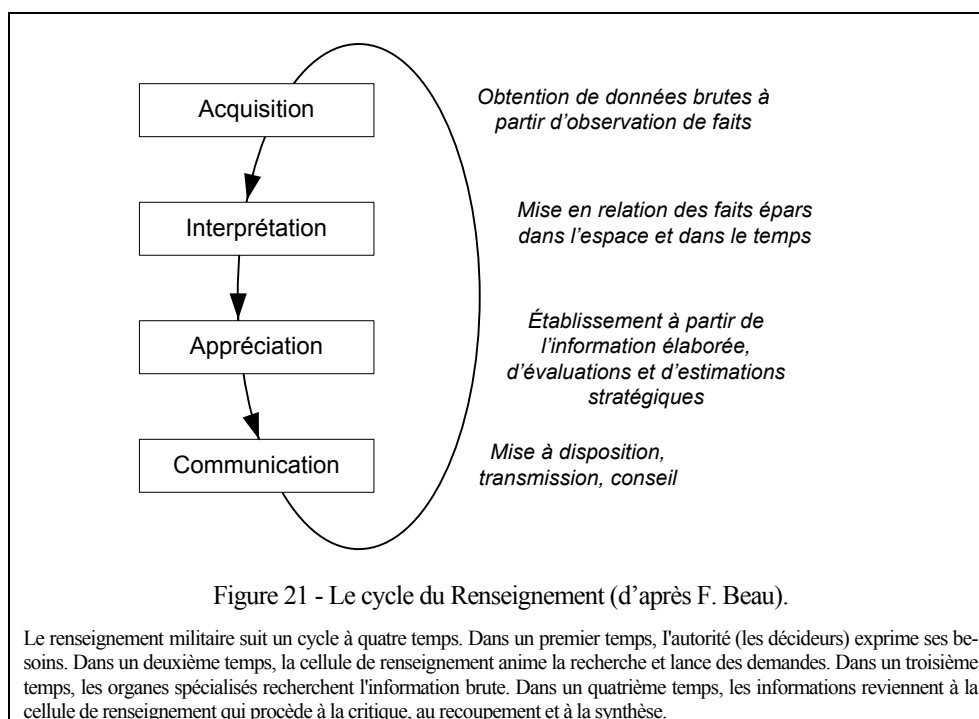 Acquisition
Obtention de données brutes à
partir d’observation de faits
Interprétation
Mise en relation des faits épars
dans l’espace et dans le temps
Appréciation
Établissement à partir de
l’information élaborée,
d’évaluations et d’estimations
stratégiques
Communication
Mise à disposition,
transmission, conseil
Figure 21 - Le cycle du Renseignement (d’après F. Beau).
Le renseignement militaire suit un cycle à quatre temps. Dans un premier temps, l'autorité (les décideurs) exprime ses be-
soins. Dans un deuxième temps, la cellule de renseignement anime la recherche et lance des demandes. Dans un troisième
temps, les organes spécialisés recherchent l'information brute. Dans un quatrième temps, les informations reviennent à la
cellule de renseignement qui procède à la critique, au recoupement et à la synthèse.